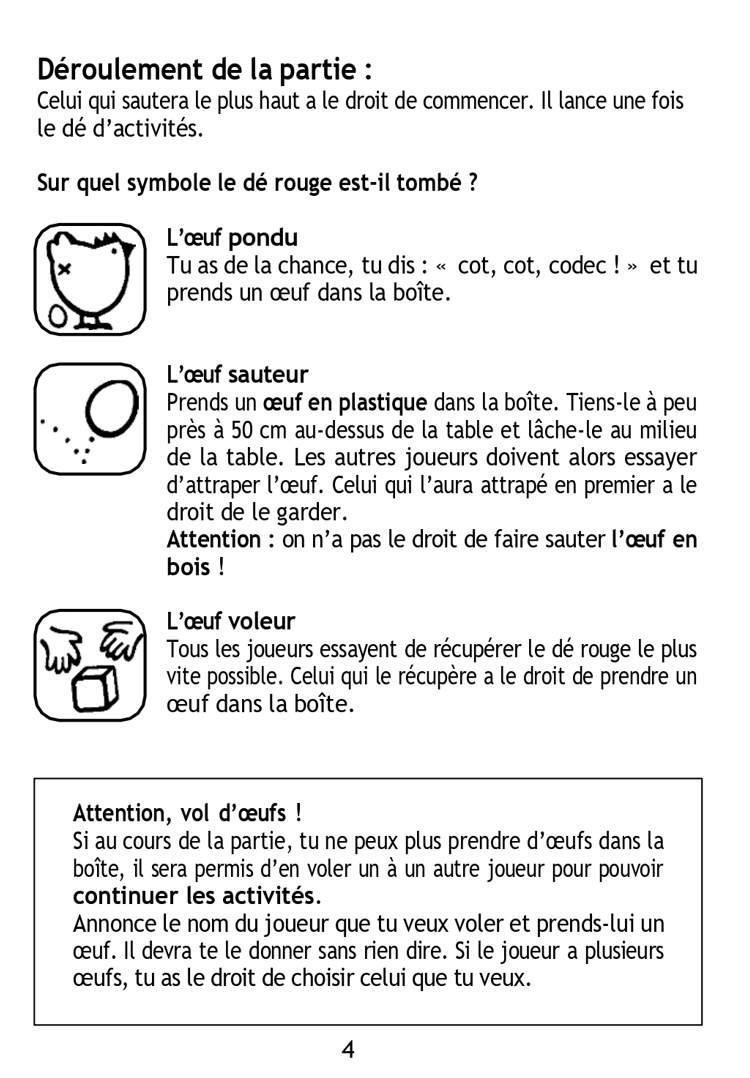 Déroulement de la partie :
Celui qui sautera le plus haut a le droit de commencer. Il lance une fois
le dé d’activités.
Sur quel symbole le dé rouge est-il tombé ?
L’œuf pondu
Tu as de la chance, tu dis : « cot, cot, codec ! » et tu
prends un œuf dans la boîte.
L’œuf sauteur
Prends un œuf en plastique dans la boîte. Tiens-le à peu
près à 50 cm au-dessus de la table et lâche-le au milieu
de la table. Les autres joueurs doivent alors essayer
d’attraper l’œuf. Celui qui l’aura attrapé en premier a le
droit de le garder.
Attention : on n’a pas le droit de faire sauter l’œuf en
bois !
L’œuf voleur
Tous les joueurs essayent de récupérer le dé rouge le plus
vite possible. Celui qui le récupère a le droit de prendre un
œuf dans la boîte.
Attention, vol d’œufs !
Si au cours de la partie, tu ne peux plus prendre d’œufs dans la
boîte, il sera permis d’en voler un à un autre joueur pour pouvoir
continuer les activités.
Annonce le nom du joueur que tu veux voler et prends-lui un
œuf. Il devra te le donner sans rien dire. Si le joueur a plusieurs
œufs, tu as le droit de choisir celui que tu veux.
4